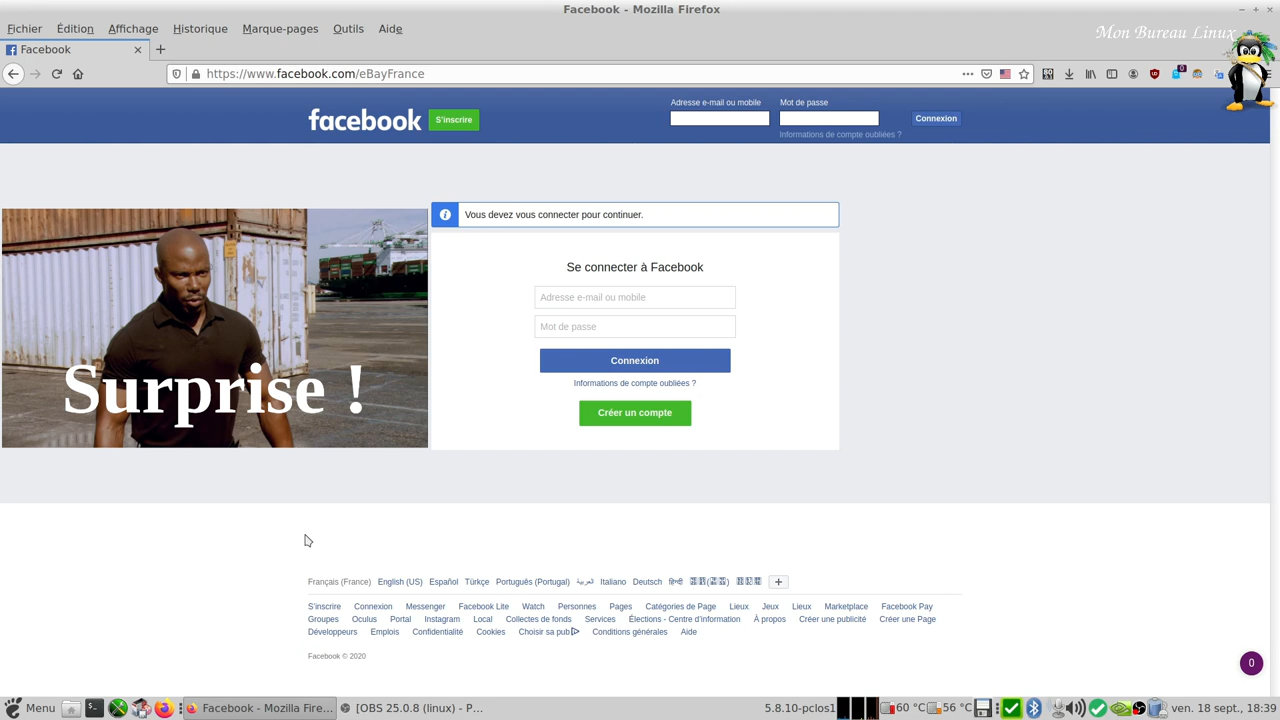 Facebook - Mozilla Firefox
Fichier Édition Affichage Historique Marque-pages Outils Aide
Mon Bureau Linux
Facebook
https://www.facebook.com/eBayFrance
0
Adresse e-mail ou mobile Mot de passe
facebook S'inscrire Connexion
Informations de compte oubliées ?
Vous devez vous connecter pour continuer.
Se connecter à Facebook
Adresse e-mail ou mobile
Mot de passe
Connexion
Surprise !
Informations de compte oubliées ?
Créer un compte
Français (France) English (US) Español Türkçe Português (Portugal) العربية Italiano Deutsch हिन्दी
S'inscrire Connexion Messenger Facebook Lite Watch Personnes Pages Catégories de Page Lieux Jeux Lieux Marketplace Facebook Pay
Groupes Oculus Portal Instagram Local Collectes de fonds Services Élections - Centre d'information À propos Créer une publicité Créer une Page
Développeurs Emplois Confidentialité Cookies Choisir sa pub Conditions générales Aide
Facebook © 2020
0
Menu Facebook - Mozilla Fire... [OBS 25.0.8 (linux) - P... 5.8.10-pclos1 60 °C 56 °C ven. 18 sept., 18:39